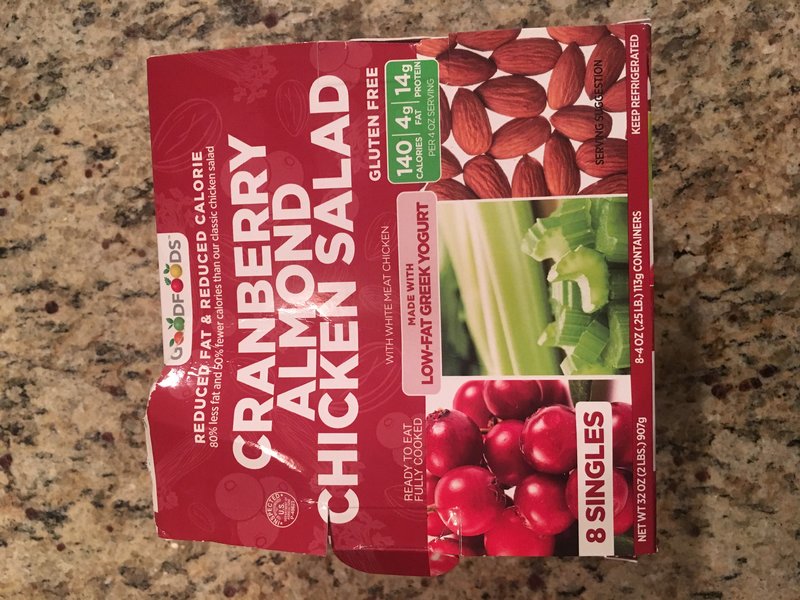 GOODFOODS™
REDUCED FAT & REDUCED CALORIE
80% less fat and 50% fewer calories than our classic chicken salad
CRANBERRY
ALMOND
CHICKEN SALAD
INSPECTED
U.S.
WITH WHITE MEAT CHICKEN
GLUTEN FREE
READY TO EAT
FULLY COOKED
MADE WITH
LOW-FAT GREEK YOGURT
140 4g 14g
CALORIES FAT PROTEIN
PER 4 OZ SERVING
8 SINGLES
SERVING SUGGESTION
NET WT 32 OZ (2 LBS.) 907g 8-4 OZ (.25 LB.) 113g CONTAINERS KEEP REFRIGERATED